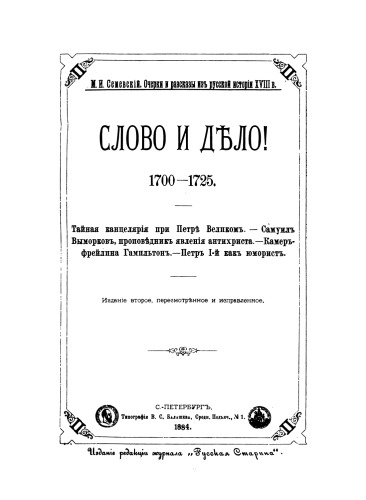 М. И. Семевскій. Очерки и разсказы изъ русской исторіи XVIII в.
СЛОВО И ДѢЛО!
1700—1725.
Тайная канцелярія при Петрѣ Великомъ. — Самуилъ
Выморковъ, проповѣдникъ явленія антихриста.—Камеръ-
фрейлина Гамильтонъ.—Петръ I-й какъ юмористъ.
Изданіе второе, пересмотрѣнное и исправленное.
С.-ПЕТЕРБУРГЪ.
Типографія В. С. Балашева, Средн. Подъяч., № 1.
1884.
Изданіе редакціи журнала „Русская Старина“.